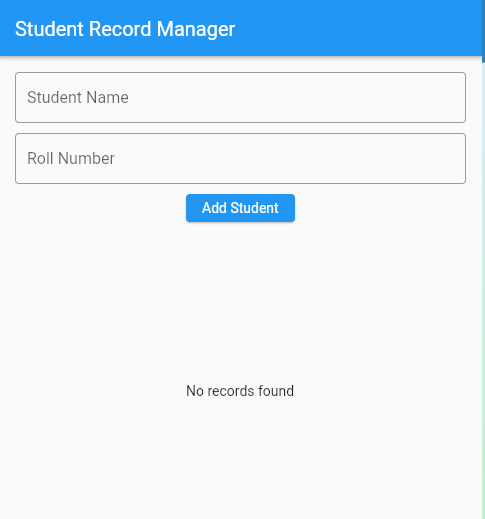 Student Record Manager
Student Name
Roll Number
Add Student
No records found